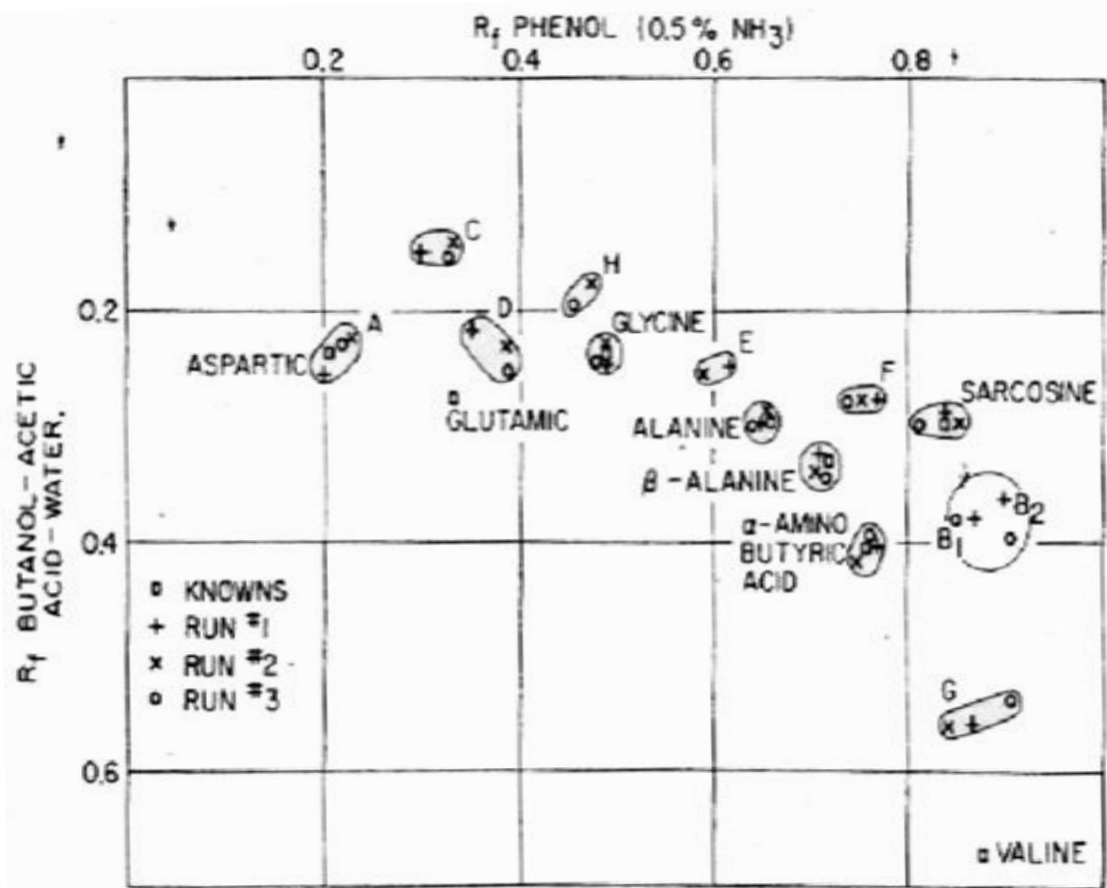 Rf PHENOL (0.5% NH3)
0.2 0.4 0.6 0.8
C
H
0.2
A
D
GLYCINE
E
ASPARTIC
F
SARCOSINE
GLUTAMIC
ALANINE
β-ALANINE
α-AMINO
BUTYRIC
ACID
B1
B2
0.4
Rf BUTANOL-ACETIC
ACID-WATER,
KNOWNS
RUN #1
RUN #2
RUN #3
G
0.6
VALINE